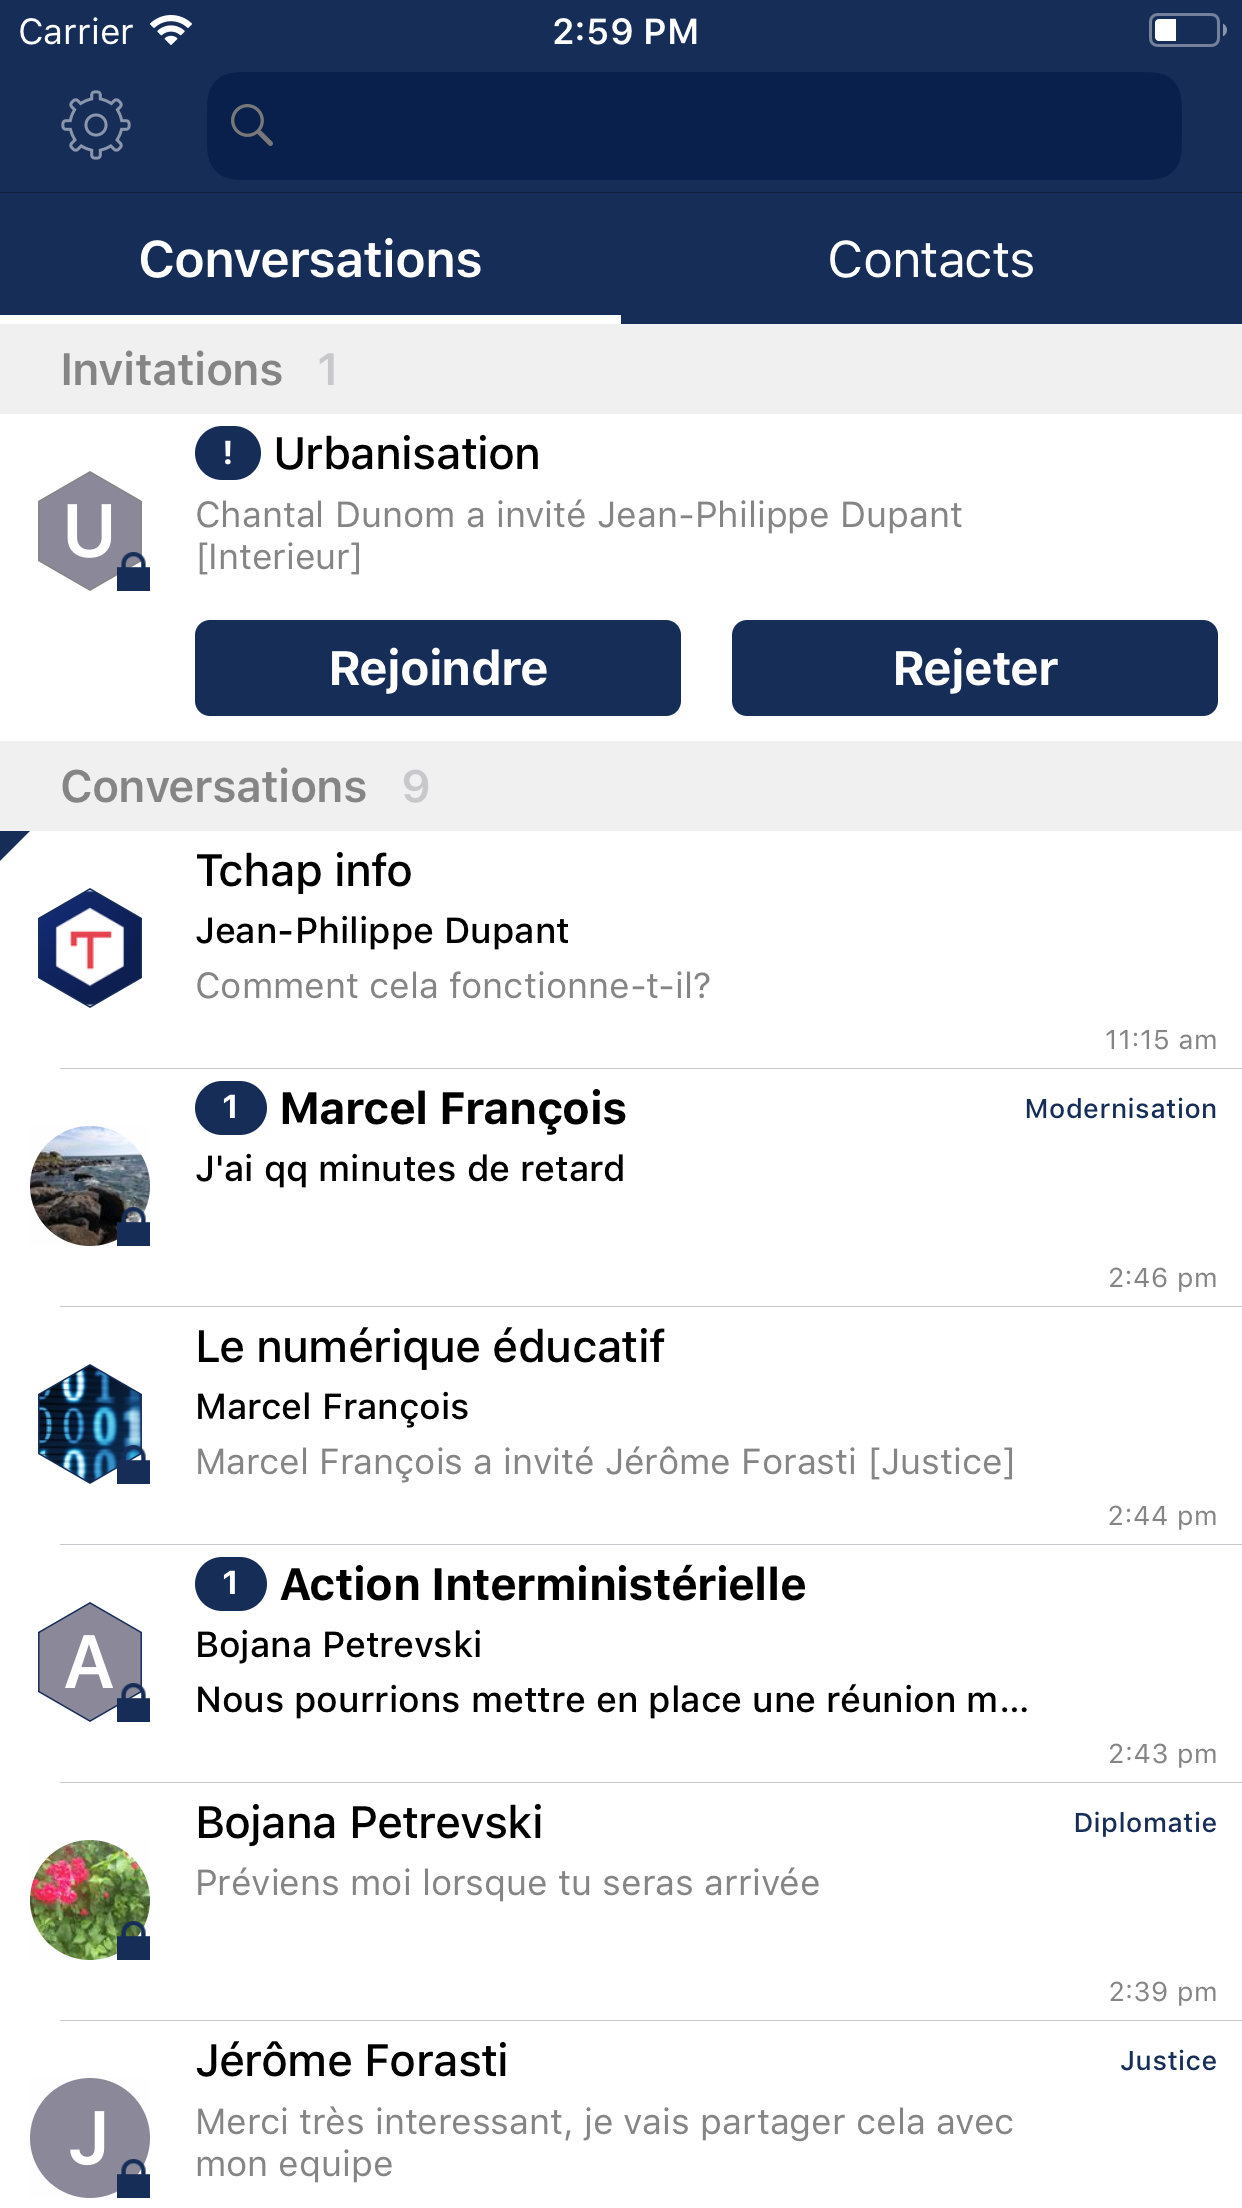 Carrier 2:59 PM
Conversations Contacts
Invitations 1
! Urbanisation
Chantal Dunom a invité Jean-Philippe Dupant
[Interieur]
U
Rejoindre Rejeter
Conversations 9
Tchap info
Jean-Philippe Dupant
T
Comment cela fonctionne-t-il?
11:15 am
1 Marcel François Modernisation
J'ai qq minutes de retard
2:46 pm
Le numérique éducatif
Marcel François
Marcel François a invité Jérôme Forasti [Justice]
2:44 pm
1 Action Interministérielle
Bojana Petrevski
A
Nous pourrions mettre en place une réunion m...
2:43 pm
Bojana Petrevski Diplomatie
Préviens moi lorsque tu seras arrivée
2:39 pm
Jérôme Forasti Justice
Merci très interessant, je vais partager cela avec
J
mon equipe